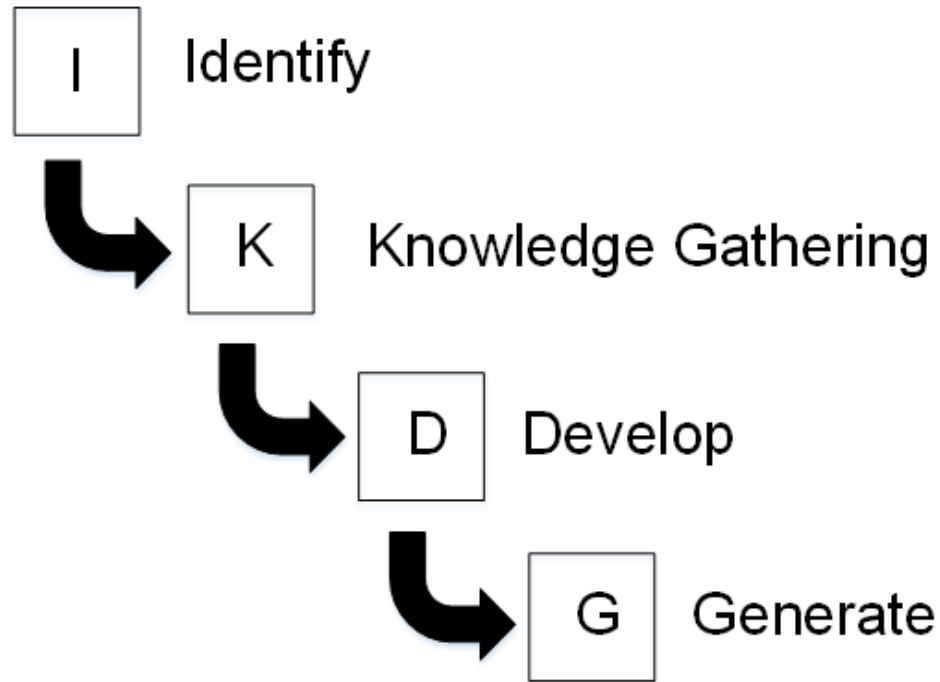 I Identify
K Knowledge Gathering
D Develop
G Generate